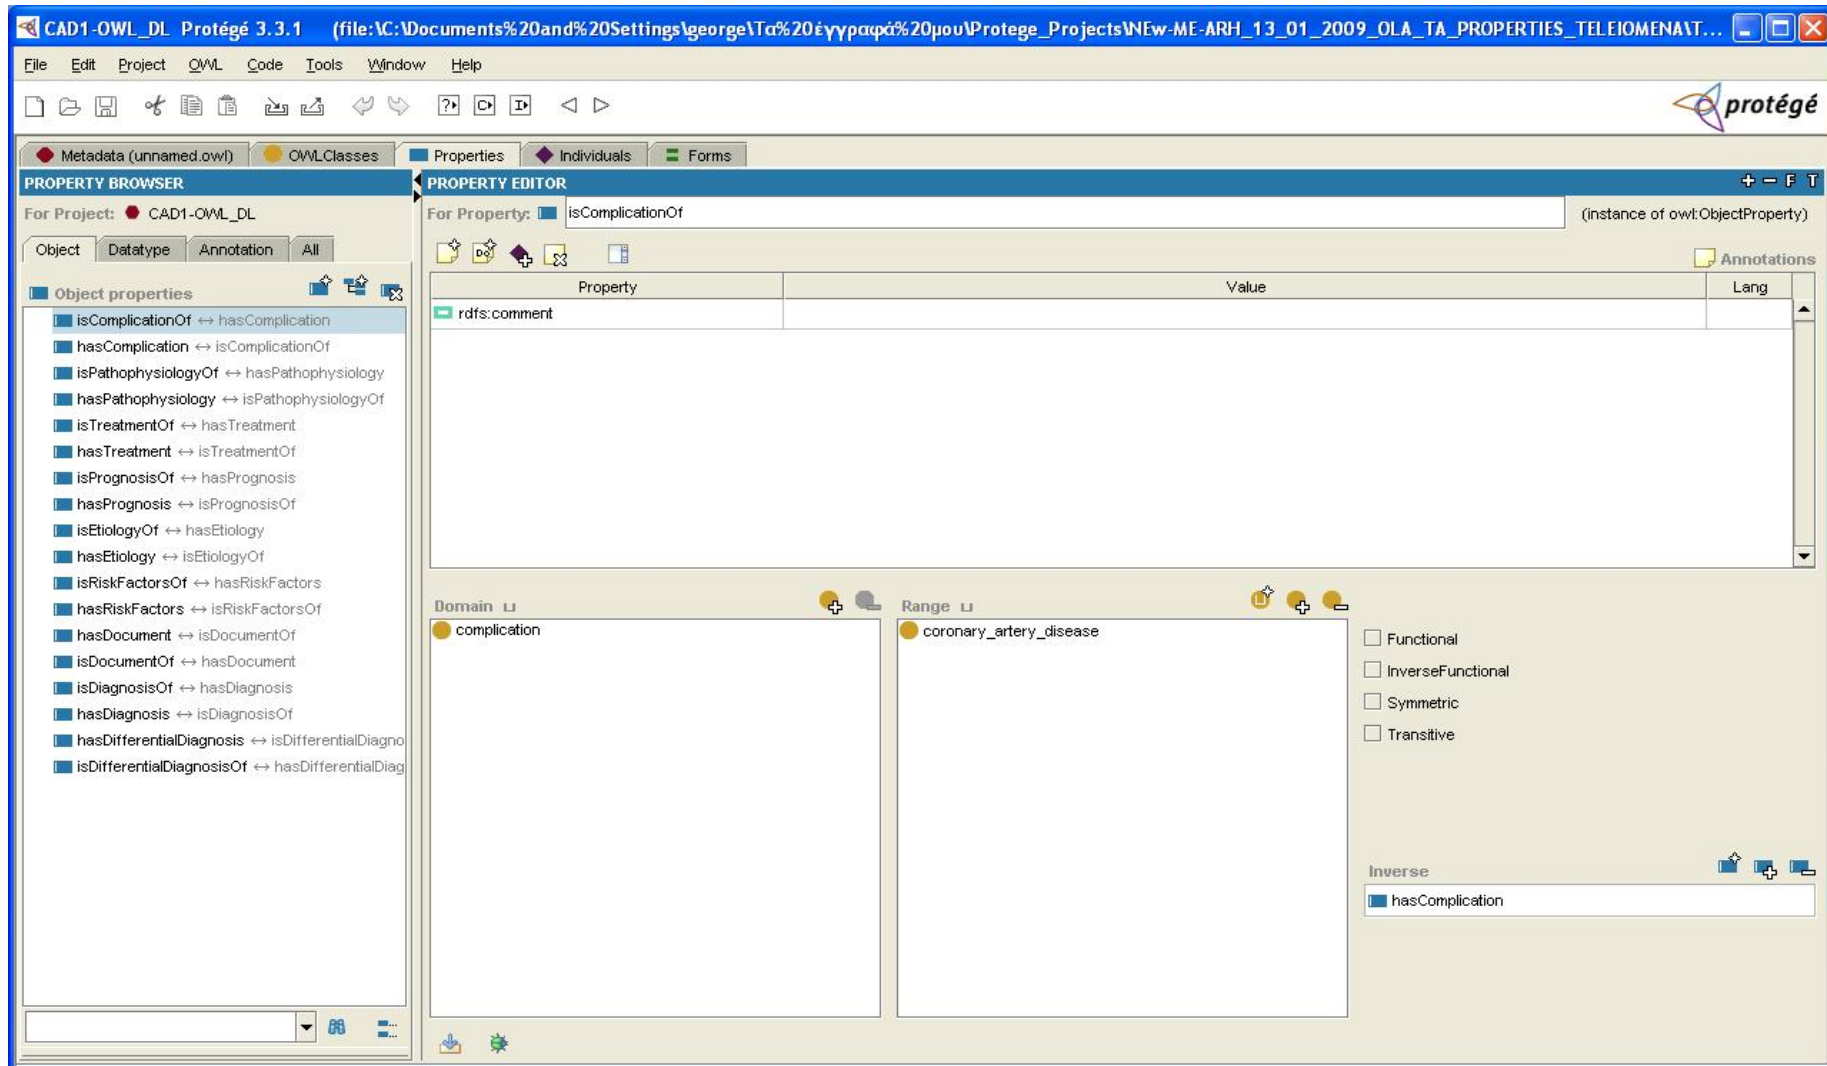 CAD1-OWL_DL Protégé 3.3.1 (file:\C:\Documents%20and%20Settings\george\Τα%20έγγραφά%20μου\Protege_Projects\NEw-ME-ARH_13_01_2009_OLA_TA_PROPERTIES_TELEIOMENA\T...
File Edit Project OWL Code Tools Window Help
protégé
Metadata (unnamed.owl) OWLClasses Properties Individuals Forms
PROPERTY BROWSER
For Project: CAD1-OWL_DL
Object Datatype Annotation All
Object properties
isComplicationOf ↔ hasComplication
hasComplication ↔ isComplicationOf
isPathophysiologyOf ↔ hasPathophysiology
hasPathophysiology ↔ isPathophysiologyOf
isTreatmentOf ↔ hasTreatment
hasTreatment ↔ isTreatmentOf
isPrognosisOf ↔ hasPrognosis
hasPrognosis ↔ isPrognosisOf
isEtiologyOf ↔ hasEtiology
hasEtiology ↔ isEtiologyOf
isRiskFactorsOf ↔ hasRiskFactors
hasRiskFactors ↔ isRiskFactorsOf
hasDocument ↔ isDocumentOf
isDocumentOf ↔ hasDocument
isDiagnosisOf ↔ hasDiagnosis
hasDiagnosis ↔ isDiagnosisOf
hasDifferentialDiagnosis ↔ isDifferentialDiagno
isDifferentialDiagnosisOf ↔ hasDifferentialDiag
PROPERTY EDITOR
F T
For Property: isComplicationOf (instance of owl:ObjectProperty)
Annotations
Property Value Lang
rdfs:comment
Domain ⊔
complication
Range ⊔
coronary_artery_disease
Functional
InverseFunctional
Symmetric
Transitive
Inverse
hasComplication